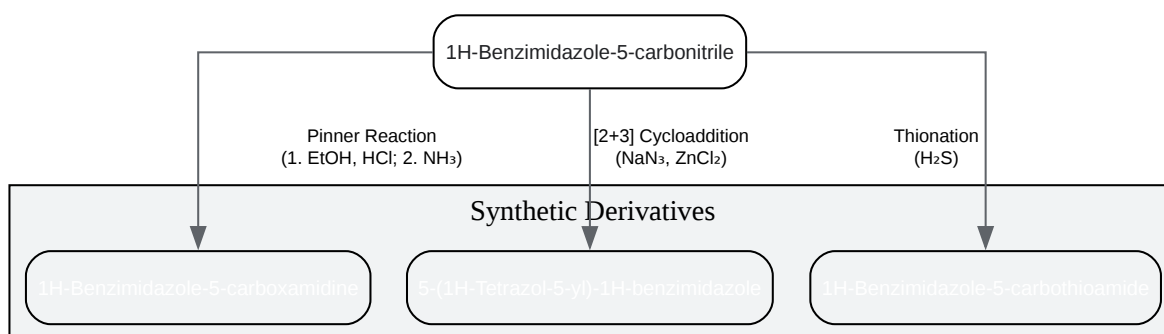 1H-Benzimidazole-5-carbonitrile
Pinner Reaction
(1. EtOH, HCl; 2. NH₃)
[2+3] Cycloaddition
(NaN₃, ZnCl₂)
Thionation
(H₂S)
Synthetic Derivatives
1H-Benzimidazole-5-carboxamidine
5-(1H-Tetrazol-5-yl)-1H-benzimidazole
1H-Benzimidazole-5-carbothioamide